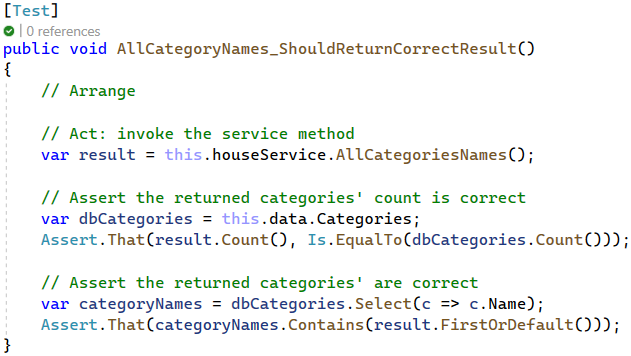 [Test]
| 0 references
public void AllCategoryNames_ShouldReturnCorrectResult()
{
    // Arrange
    // Act: invoke the service method
    var result = this.houseService.AllCategoriesNames();
    // Assert the returned categories' count is correct
    var dbCategories = this.data.Categories;
    Assert.That(result.Count(), Is.EqualTo(dbCategories.Count()));
    // Assert the returned categories' are correct
    var categoryNames = dbCategories.Select(c => c.Name);
    Assert.That(categoryNames.Contains(result.FirstOrDefault()));
}